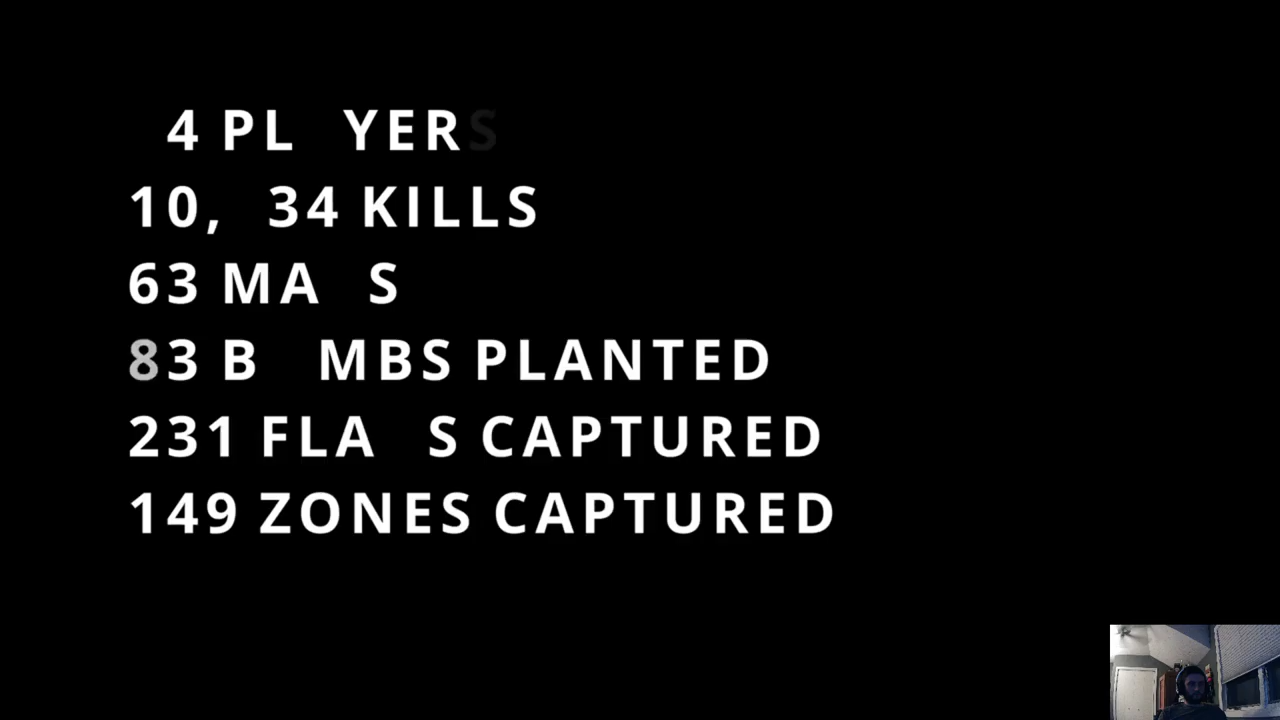 4 PL YERS
10, 34 KILLS
63 MA S
83 B MBS PLANTED
231 FLA S CAPTURED
149 ZONES CAPTURED